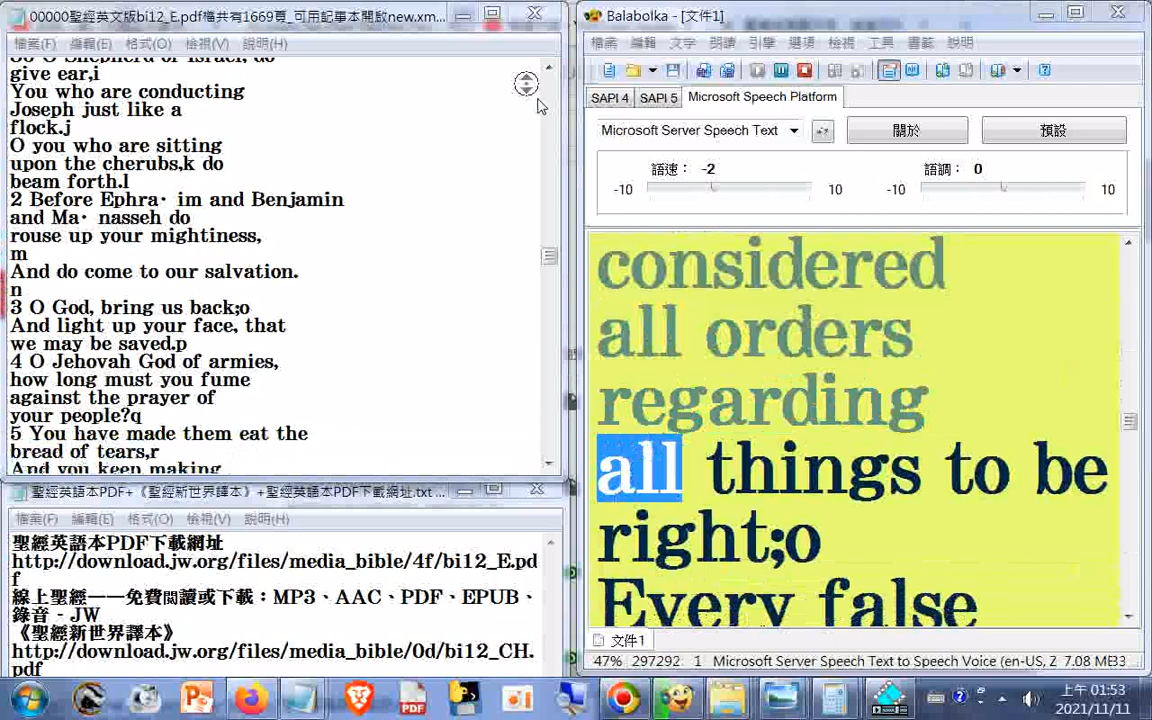 00000聖經英文版bi12_E.pdf檔共有1669頁_可用記事本開啟new.xm...
檔案(F) 編輯(E) 格式(O) 檢視(V) 說明(H)
80 O Shepherd of Israel, do
give ear,i
You who are conducting
Joseph just like a
flock.j
O you who are sitting
upon the cherubs,k do
beam forth.l
2 Before Ephra· im and Benjamin
and Ma· nasseh do
rouse up your mightiness,
m
And do come to our salvation.
n
3 O God, bring us back;o
And light up your face, that
we may be saved.p
4 O Jehovah God of armies,
how long must you fume
against the prayer of
your people?q
5 You have made them eat the
bread of tears,r
And you keep making
聖經英語本PDF+《聖經新世界譯本》+聖經英語本PDF下載網址.txt ...
檔案(F) 編輯(E) 格式(O) 檢視(V) 說明(H)
聖經英語本PDF下載網址
http://download.jw.org/files/media_bible/4f/bi12_E.pd
f
線上聖經──免費閱讀或下載：MP3、AAC、PDF、EPUB、
錄音 - JW
《聖經新世界譯本》
http://download.jw.org/files/media_bible/0d/bi12_CH.
pdf
Balabolka - [文件1]
檔案 編輯 文字 朗讀 引擎 選項 檢視 工具 書籤 說明
SAPI 4 SAPI 5 Microsoft Speech Platform
Microsoft Server Speech Text 關於 預設
語速： -2 語調： 0
-10 10 -10 10
considered
all orders
regarding
all things to be
right;o
Every false
文件1
47% 297292 1 Microsoft Server Speech Text to Speech Voice (en-US, Z 7.08 ME33
PDF
上午 01:53
2021/11/11